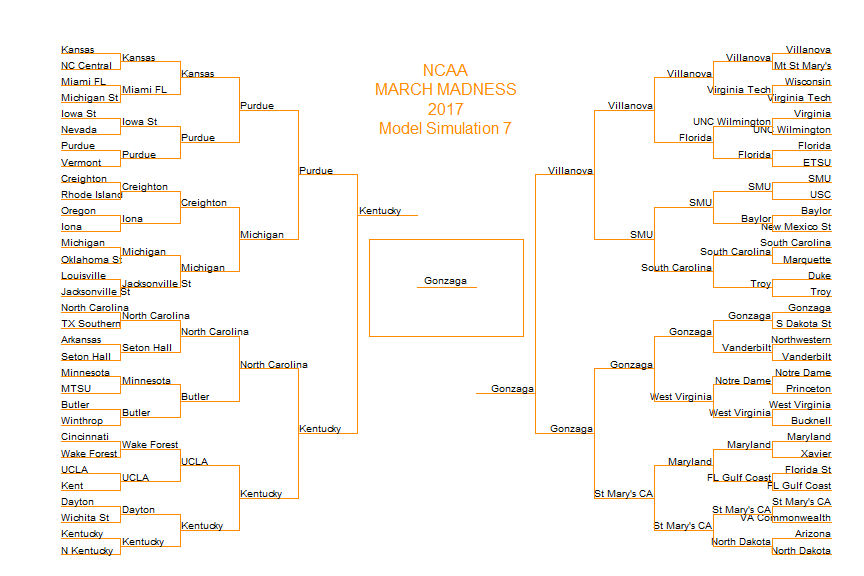 NCAA
MARCH MADNESS
2017
Model Simulation 7
Kansas
NC Central
Miami FL
Michigan St
Iowa St
Nevada
Purdue
Vermont
Creighton
Rhode Island
Oregon
Iona
Michigan
Oklahoma St
Louisville
Jacksonville St
North Carolina
TX Southern
Arkansas
Seton Hall
Minnesota
MTSU
Butler
Winthrop
Cincinnati
Wake Forest
UCLA
Kent
Dayton
Wichita St
Kentucky
N Kentucky
Kansas
Miami FL
Iowa St
Purdue
Creighton
Iona
Michigan
Jacksonville St
North Carolina
Seton Hall
Minnesota
Butler
Wake Forest
UCLA
Dayton
Kentucky
Kansas
Purdue
Creighton
Michigan
North Carolina
Butler
UCLA
Kentucky
Purdue
Michigan
North Carolina
Kentucky
Purdue
Kentucky
Kentucky
Gonzaga
Gonzaga
Villanova
Gonzaga
Villanova
SMU
Gonzaga
St Mary's CA
Villanova
Florida
SMU
South Carolina
Gonzaga
West Virginia
Maryland
St Mary's CA
Villanova
Virginia Tech
UNC Wilmington
Florida
SMU
Baylor
South Carolina
Troy
Gonzaga
Vanderbilt
Notre Dame
West Virginia
Maryland
FL Gulf Coast
St Mary's CA
North Dakota
Villanova
Mt St Mary's
Wisconsin
Virginia Tech
Virginia
UNC Wilmington
Florida
ETSU
SMU
USC
Baylor
New Mexico St
South Carolina
Marquette
Duke
Troy
Gonzaga
S Dakota St
Northwestern
Vanderbilt
Notre Dame
Princeton
West Virginia
Bucknell
Maryland
Xavier
Florida St
FL Gulf Coast
St Mary's CA
VA Commonwealth
Arizona
North Dakota